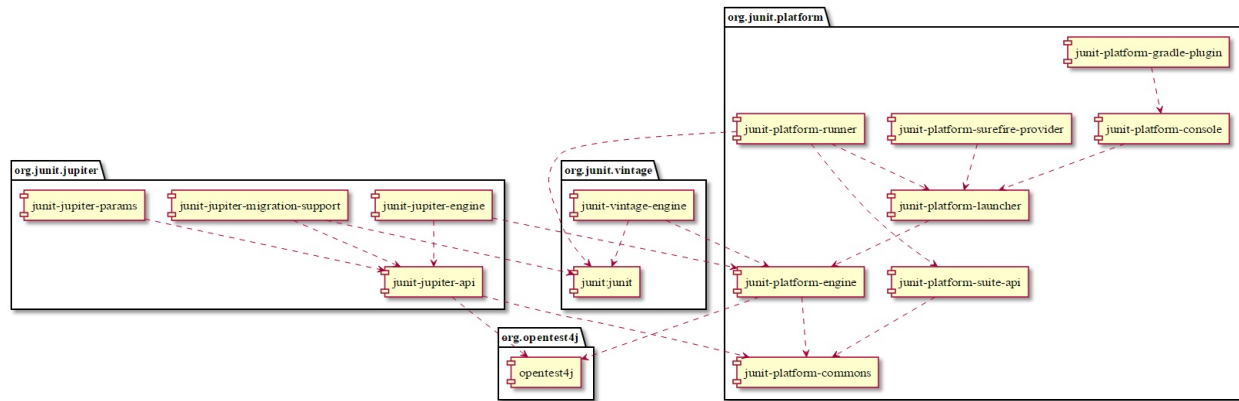 org.junit.platform
junit-platform-gradle-plugin
junit-platform-runner
junit-platform-surefire-provider
junit-platform-console
org.junit.jupiter
org.junit.vintage
junit-jupiter-params
junit-jupiter-migration-support
junit-jupiter-engine
junit-vintage-engine
junit-platform-launcher
junit-jupiter-api
junit:junit
junit-platform-engine
junit-platform-suite-api
org.opentest4j
opentest4j
junit-platform-commons